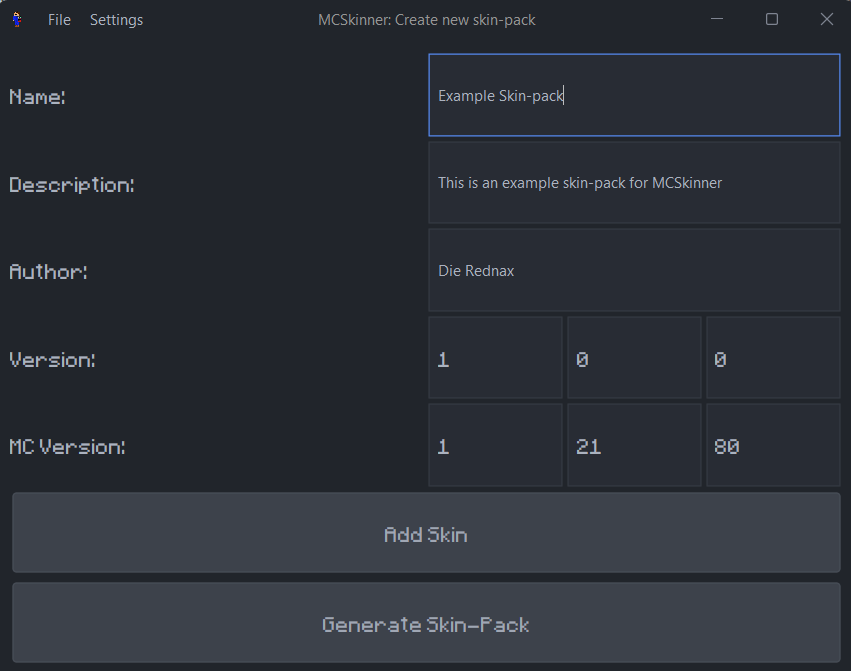 File Settings MCSkinner: Create new skin-pack
Name: Example Skin-pack
Description: This is an example skin-pack for MCSkinner
Author: Die Rednax
Version: 1 0 0
MC Version: 1 21 80
Add Skin
Generate Skin-Pack